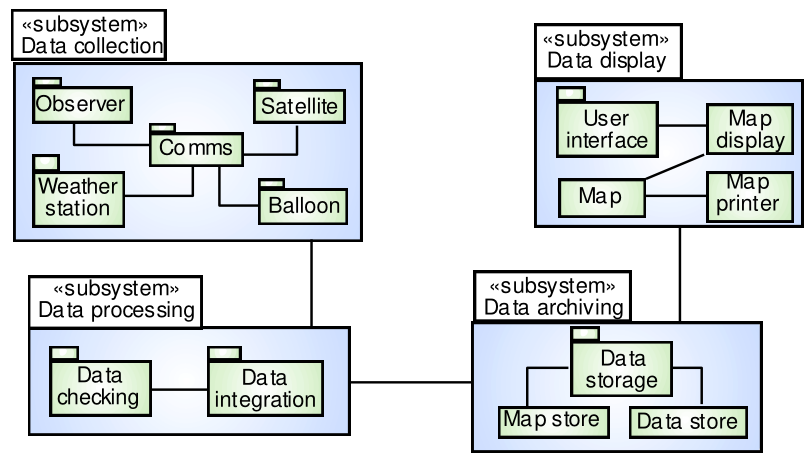 «subsystem»
Data collection
Observer
Satellite
Comms
Weather
station
Balloon
«subsystem»
Data display
User
interface
Map
display
Map
Map
printer
«subsystem»
Data processing
Data
checking
Data
integration
«subsystem»
Data archiving
Data
storage
Map store
Data store